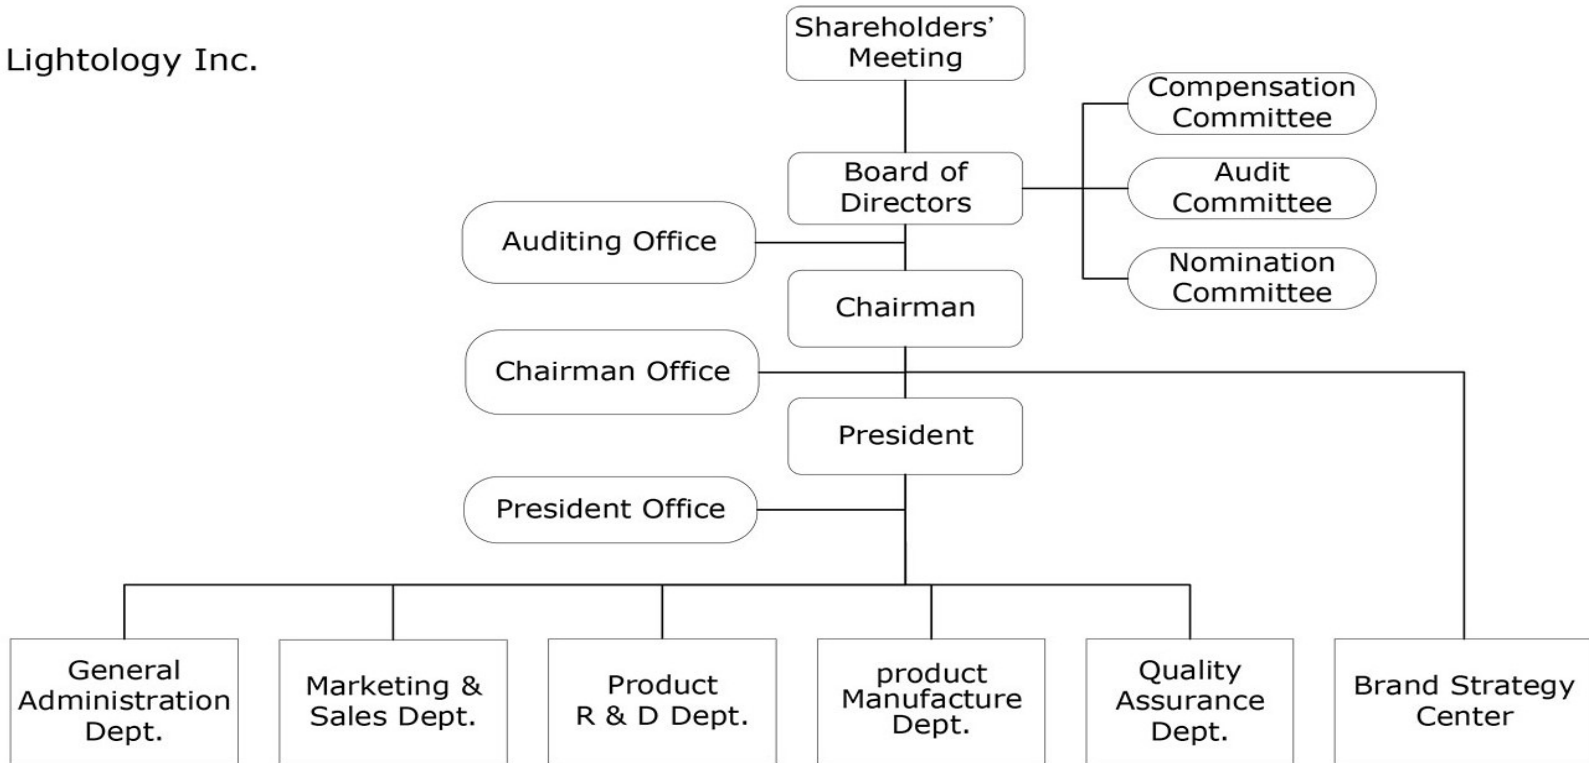 Lightology Inc.
Shareholders’
Meeting
Compensation
Committee
Board of
Directors
Audit
Committee
Auditing Office
Nomination
Committee
Chairman
Chairman Office
President
President Office
General
Administration
Dept.
Marketing &
Sales Dept.
Product
R & D Dept.
product
Manufacture
Dept.
Quality
Assurance
Dept.
Brand Strategy
Center